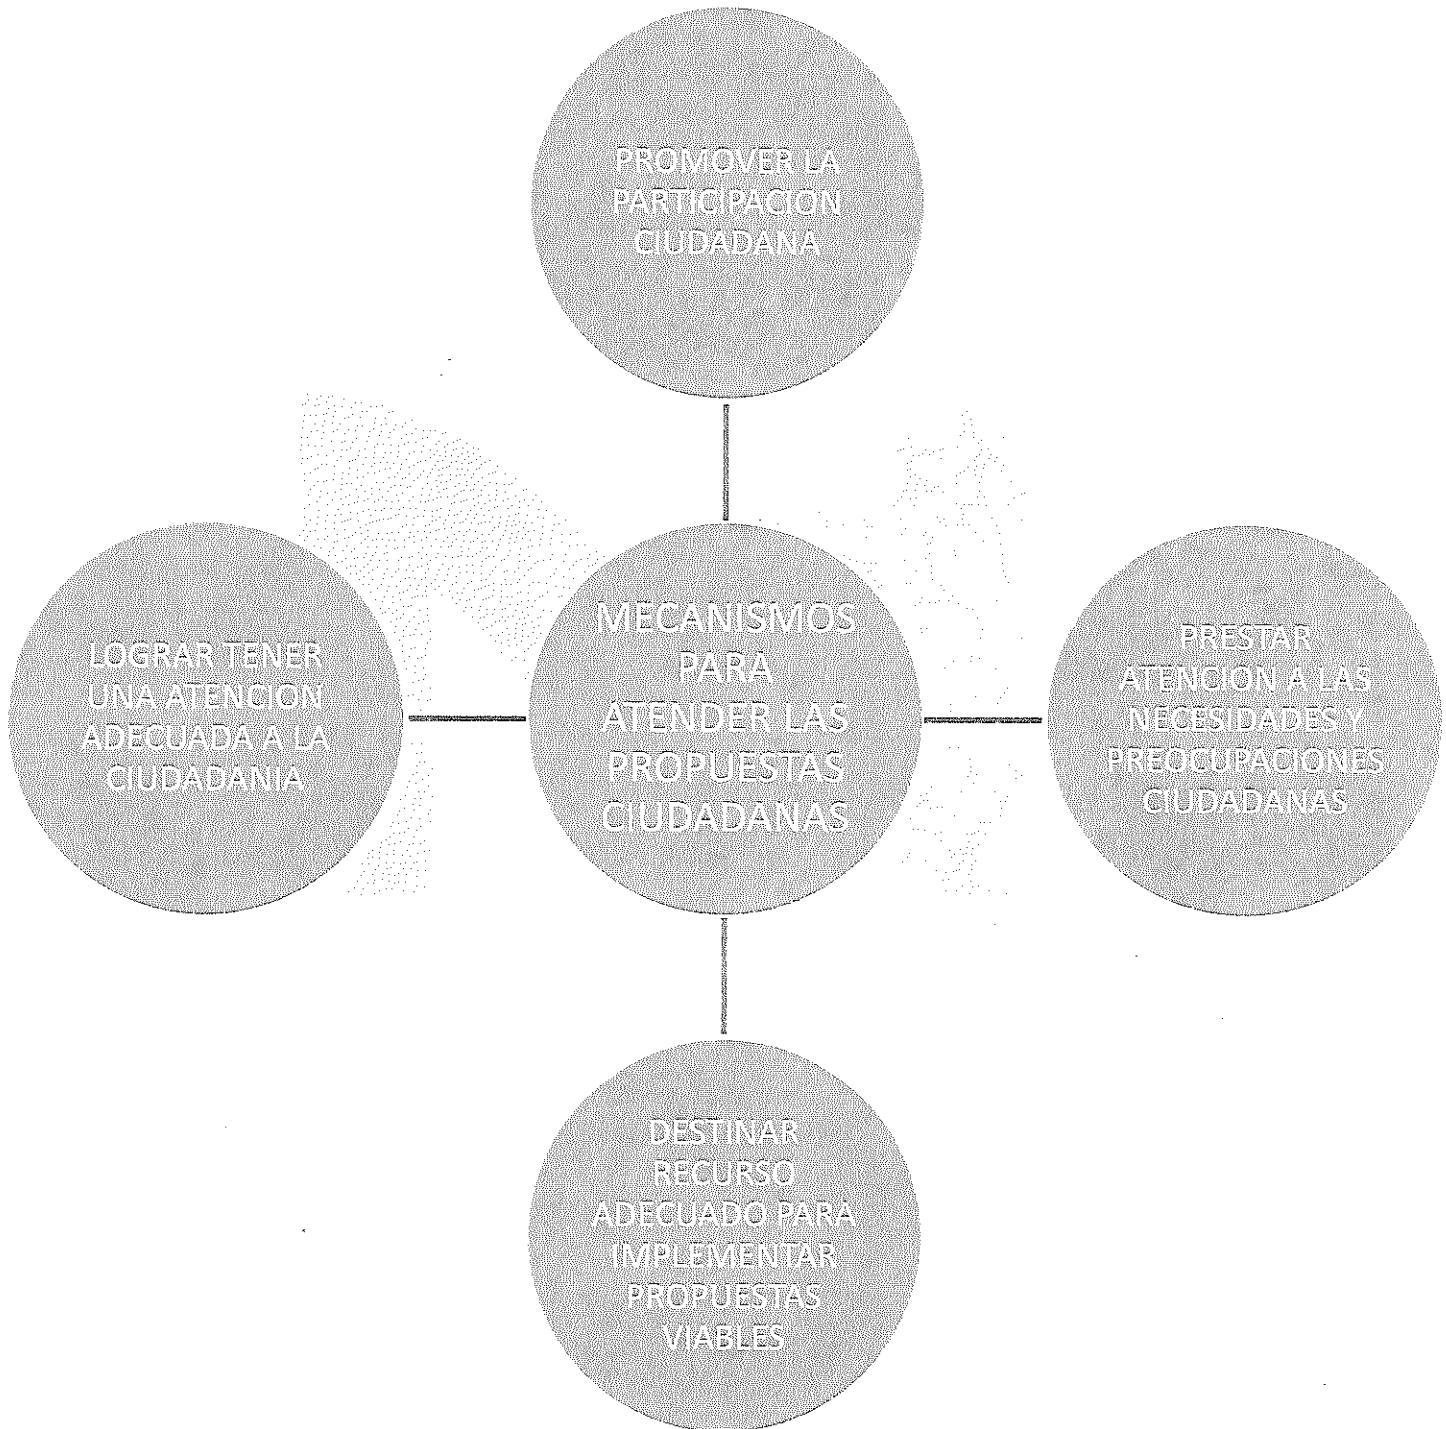 PROMOVER LA
PARTICIPACION
CIUDADANA
LOGRAR TENER
UNA ATENCION
ADECUADA A LA
CIUDADANIA
MECANISMOS
PARA
ATENDER LAS
PROPUESTAS
CIUDADANAS
PRESTAR
ATENCION A LAS
NECESIDADES Y
PREOCUPACIONES
CIUDADANAS
DESTINAR
RECURSO
ADECUADO PARA
IMPLEMENTAR
PROPUESTAS
VIABLES